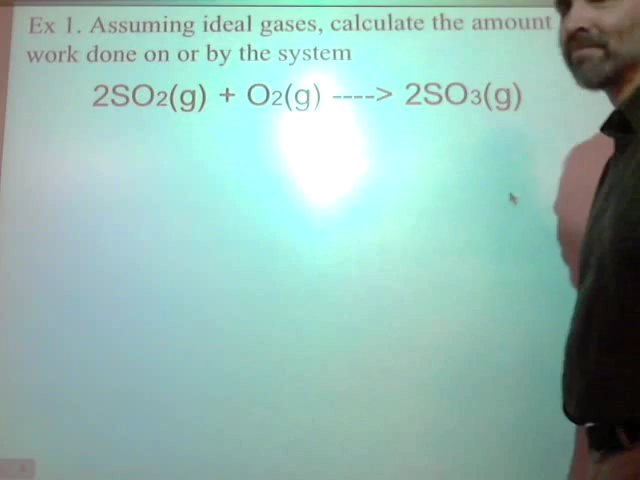 Ex 1. Assuming ideal gases, calculate the amount
work done on or by the system
2SO2(g) + O2(g) ----> 2SO3(g)